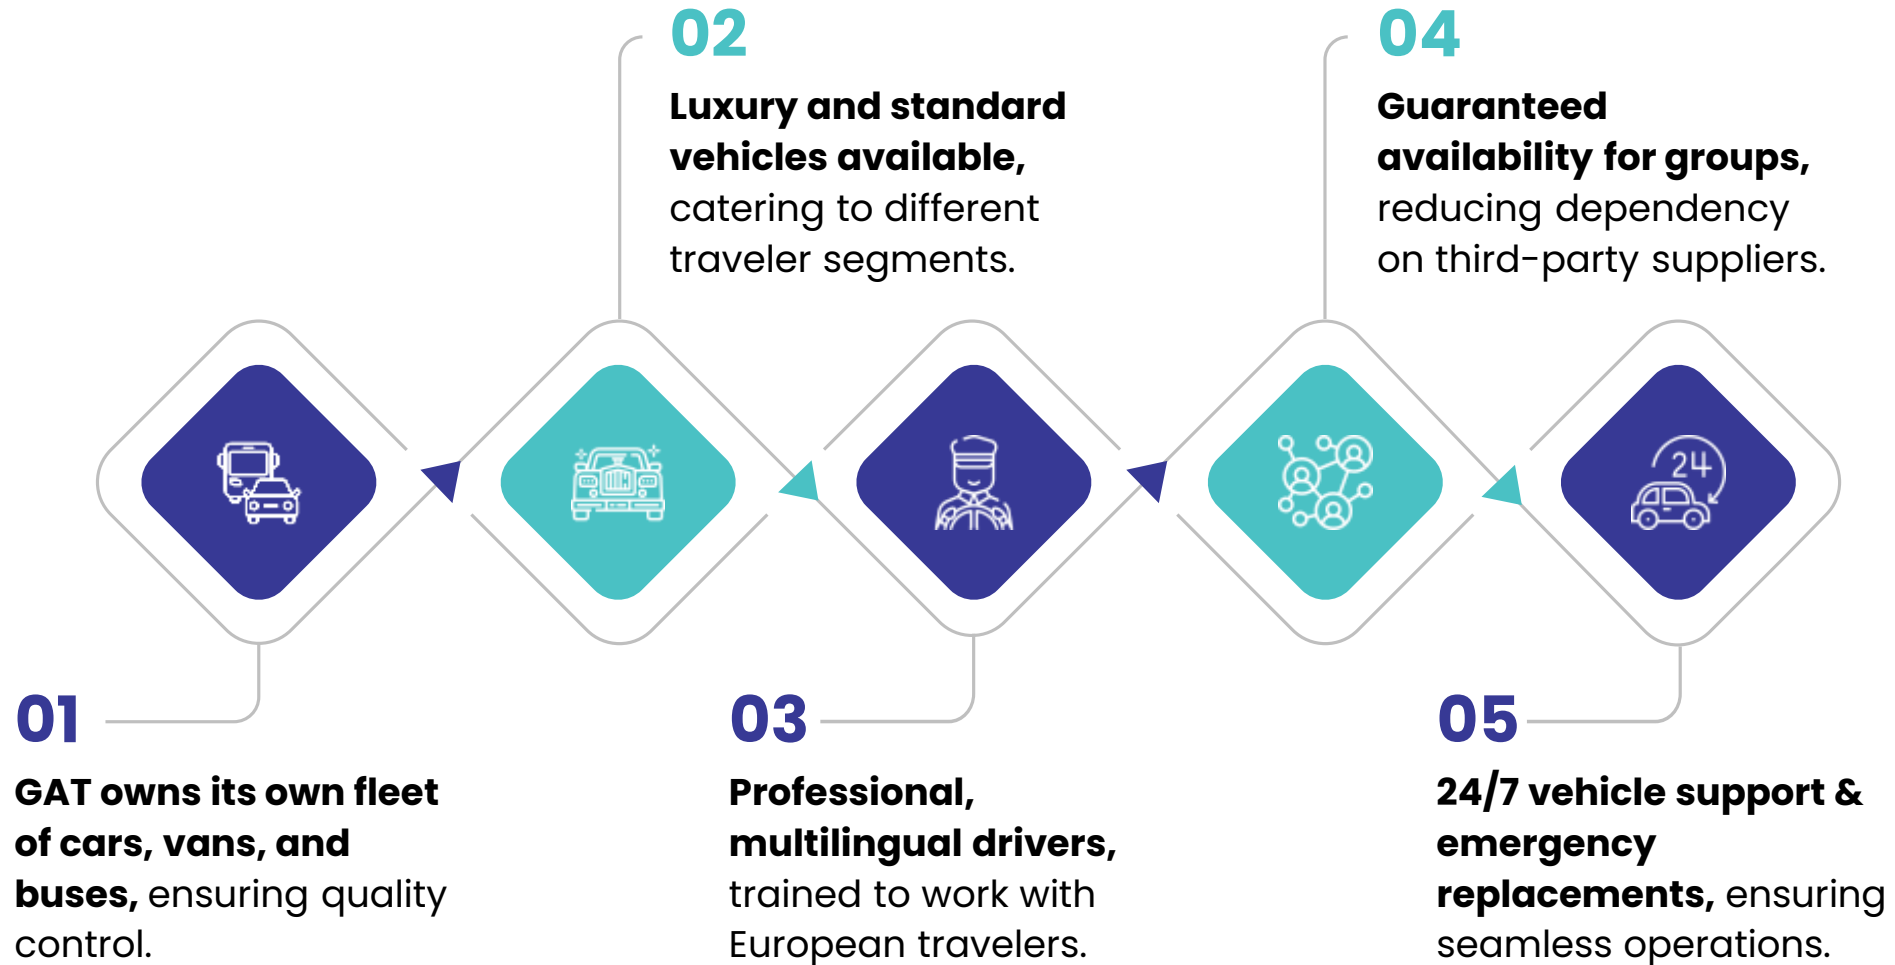 02
Luxury and standard
vehicles available,
catering to different
traveler segments.
04
Guaranteed
availability for groups,
reducing dependency
on third-party suppliers.
24
01
GAT owns its own fleet
of cars, vans, and
buses, ensuring quality
control.
03
Professional,
multilingual drivers,
trained to work with
European travelers.
05
24/7 vehicle support &
emergency
replacements, ensuring
seamless operations.